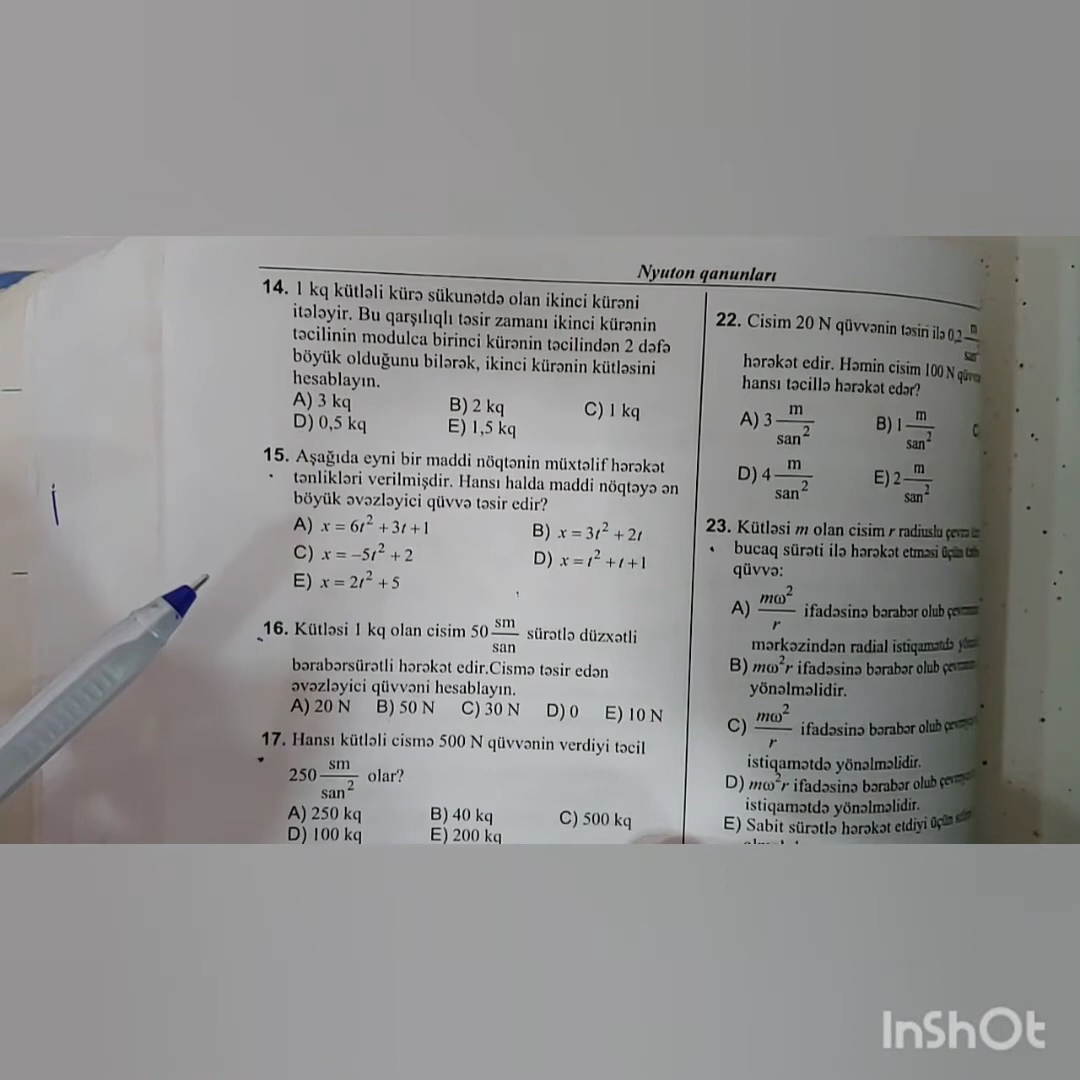 Nyuton qanunları
14. 1 kq kütləli kürə sükunətdə olan ikinci kürəni
itələyir. Bu qarşılıqlı təsir zamanı ikinci kürənin
təcilinin modulca birinci kürənin təcilindən 2 dəfə
böyük olduğunu bilərək, ikinci kürənin kütləsini
hesablayın.
A) 3 kq B) 2 kq C) 1 kq
D) 0,5 kq E) 1,5 kq
15. Aşağıda eyni bir maddi nöqtənin müxtəlif hərəkət
tənlikləri verilmişdir. Hansı halda maddi nöqtəyə ən
böyük əvəzləyici qüvvə təsir edir?
A) x = 6t² + 3t + 1 B) x = 3t² + 2t
C) x = −5t² + 2 D) x = t² + t + 1
E) x = 2t² + 5
16. Kütləsi 1 kq olan cisim 50 sm/san sürətlə düzxətli
bərabərsürətli hərəkət edir.Cismə təsir edən
əvəzləyici qüvvəni hesablayın.
A) 20 N B) 50 N C) 30 N D) 0 E) 10 N
17. Hansı kütləli cismə 500 N qüvvənin verdiyi təcil
250 sm/san² olar?
A) 250 kq B) 40 kq C) 500 kq
D) 100 kq E) 200 kq
22. Cisim 20 N qüvvənin təsiri ilə 0,2
hərəkət edir. Həmin cisim 100 N
hansı təcillə hərəkət edər?
A) 3 m/san² B) 1 m/san²
D) 4 m/san² E) 2 m/san²
23. Kütləsi m olan cisim r radiuslu çevrə
bucaq sürəti ilə hərəkət etməsi üçün
qüvvə:
A) mω²/r ifadəsinə bərabər olub
mərkəzindən radial istiqamətdə
B) mω²r ifadəsinə bərabər olub
yönəlməlidir.
C) mω²/r ifadəsinə bərabər olub
istiqamətdə yönəlməlidir.
D) mω²r ifadəsinə bərabər olub
istiqamətdə yönəlməlidir.
E) Sabit sürətlə hərəkət etdiyi üçün
InShOt